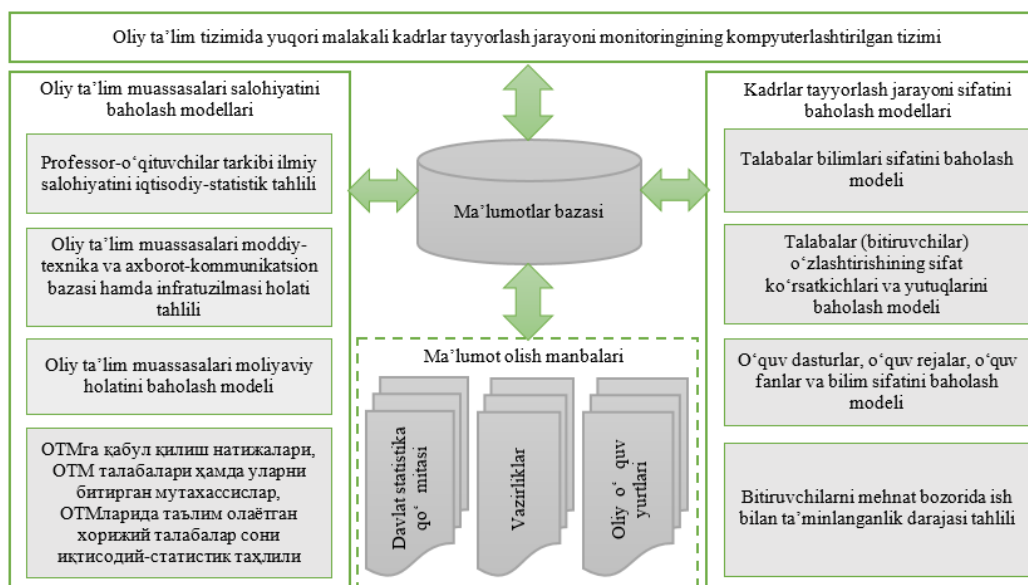 Oliy ta’lim tizimida yuqori malakali kadrlar tayyorlash jarayoni monitoringining kompyuterlashtirilgan tizimi
Oliy ta’lim muassasalari salohiyatini
baholash modellari
Professor-o‘qituvchilar tarkibi ilmiy
salohiyatini iqtisodiy-statistik tahlili
Oliy ta’lim muassasalari moddiy-
texnika va axborot-kommunikatsion
bazasi hamda infratuzilmasi holati
tahlili
Oliy ta’lim muassasalari moliyaviy
holatini baholash modeli
ОТМга қабул қилиш натижалари,
ОТМ талабалари ҳамда уларни
битирган мутахассислар,
ОТМларида таълим олаётган
хорижий талабалар сони
иқтисодий-статистик таҳлили
Ma’lumotlar bazasi
Ma’lumot olish manbalari
Davlat statistika
qo‘ mitasi
Vazirliklar
Oliy o‘ quv
yurtlari
Kadrlar tayyorlash jarayoni sifatini
baholash modellari
Talabalar bilimlari sifatini baholash
modeli
Talabalar (bitiruvchilar)
o‘zlashtirishining sifat
ko‘rsatkichlari va yutuqlarini
baholash modeli
O‘quv dasturlar, o‘quv rejalar, o‘quv
fanlar va bilim sifatini baholash
modeli
Bitiruvchilarni mehnat bozorida ish
bilan ta’minlanganlik darajasi tahlili